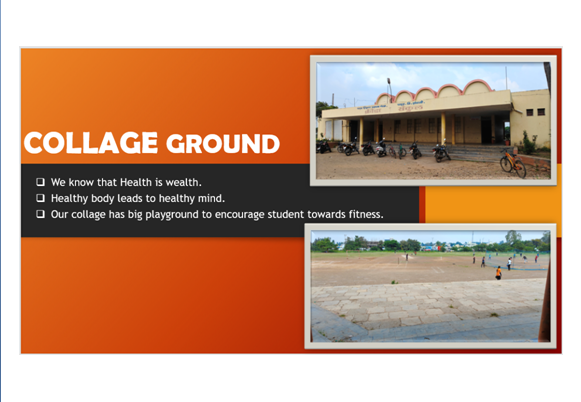 COLLAGE GROUND
❑ We know that Health is wealth.
❑ Healthy body leads to healthy mind.
❑ Our collage has big playground to encourage student towards fitness.